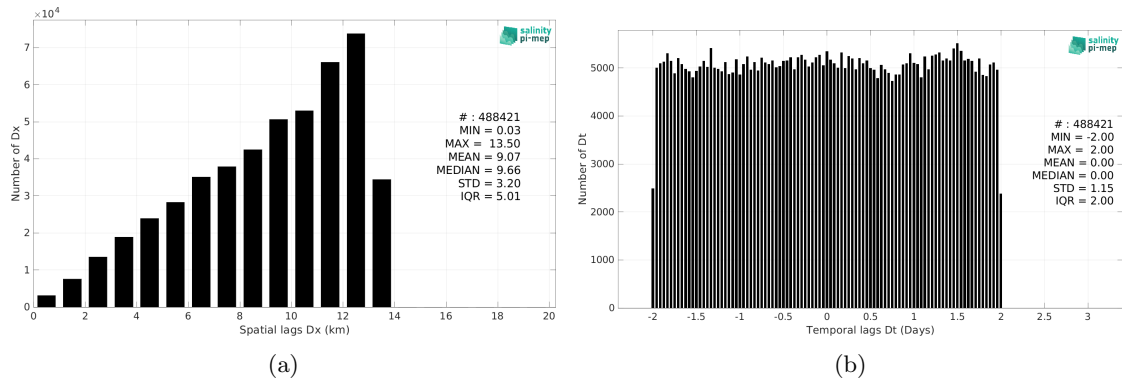 (a)
×10⁴
7
6
5
4
3
2
1
0
Number of Dx
salinity
pi-mep
# : 488421
MIN = 0.03
MAX = 13.50
MEAN = 9.07
MEDIAN = 9.66
STD = 3.20
IQR = 5.01
0 2 4 6 8 10 12 14 16 18 20
Spatial lags Dx (km)
5000
4000
3000
2000
1000
0
Number of Dt
salinity
pi-mep
# : 488421
MIN = -2.00
MAX = 2.00
MEAN = 0.00
MEDIAN = 0.00
STD = 1.15
IQR = 2.00
-2 -1.5 -1 -0.5 0 0.5 1 1.5 2 2.5 3
Temporal lags Dt (Days)
(b)